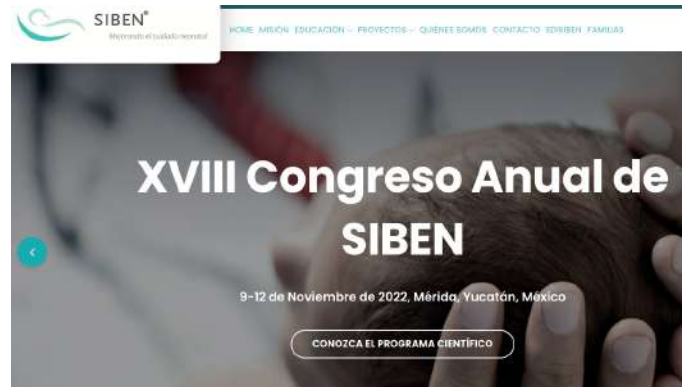 SIBEN®
Mejorando el cuidado neonatal
HOME MISIÓN EDUCACIÓN PROYECTOS QUIÉNES SOMOS CONTACTO EDISIBEN FAMILIAS
XVIII Congreso Anual de
SIBEN
9-12 de Noviembre de 2022, Mérida, Yucatán, México
CONOZCA EL PROGRAMA CIENTÍFICO